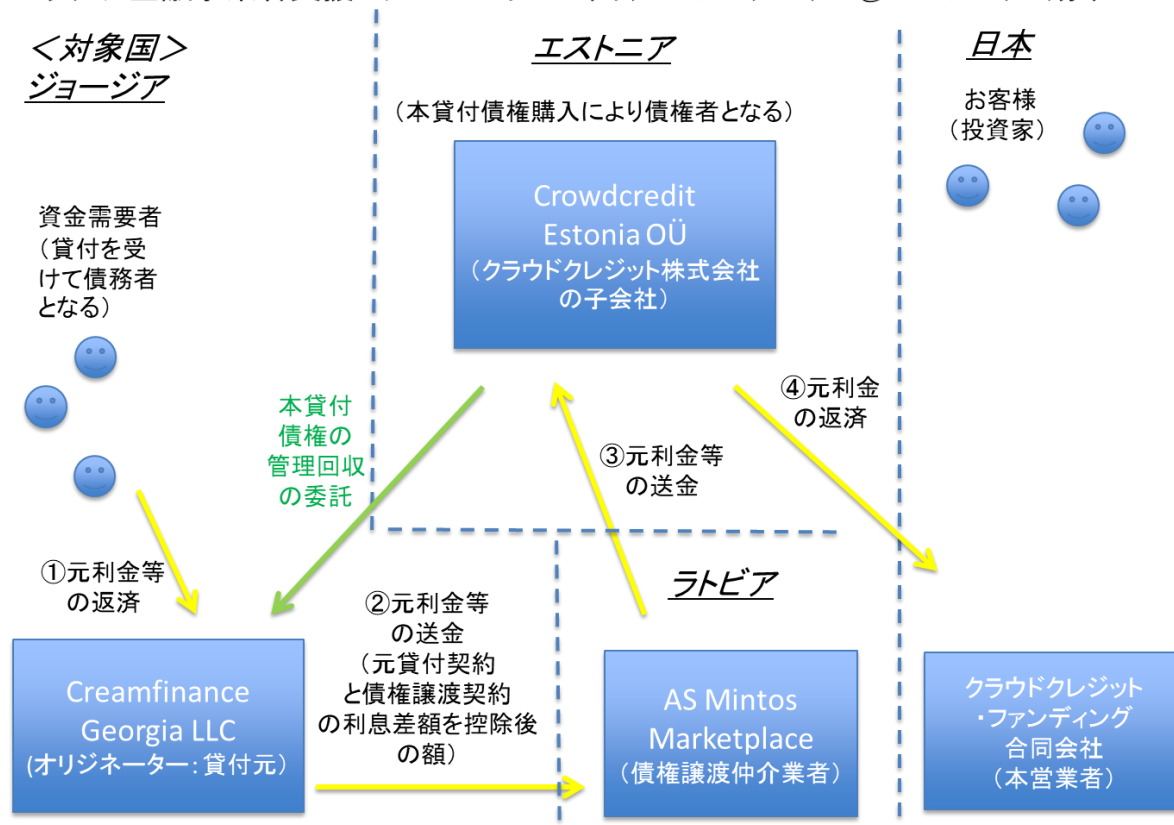 ＜対象国＞
ジョージア
エストニア
日本
（本貸付債権購入により債権者となる）
お客様
（投資家）
Crowdcredit
Estonia OÜ
（クラウドクレジット株式会社
の子会社）
資金需要者
（貸付を受
けて債務者
となる）
本貸付
債権の
管理回収
の委託
④元利金
の返済
③元利金等
の送金
①元利金等
の返済
②元利金等
の送金
（元貸付契約
と債権譲渡契約
の利息差額を控除後
の額）
ラトビア
Creamfinance
Georgia LLC
(オリジネーター：貸付元）
AS Mintos
Marketplace
（債権譲渡仲介業者）
クラウドクレジット
・ファンディング
合同会社
（本営業者）